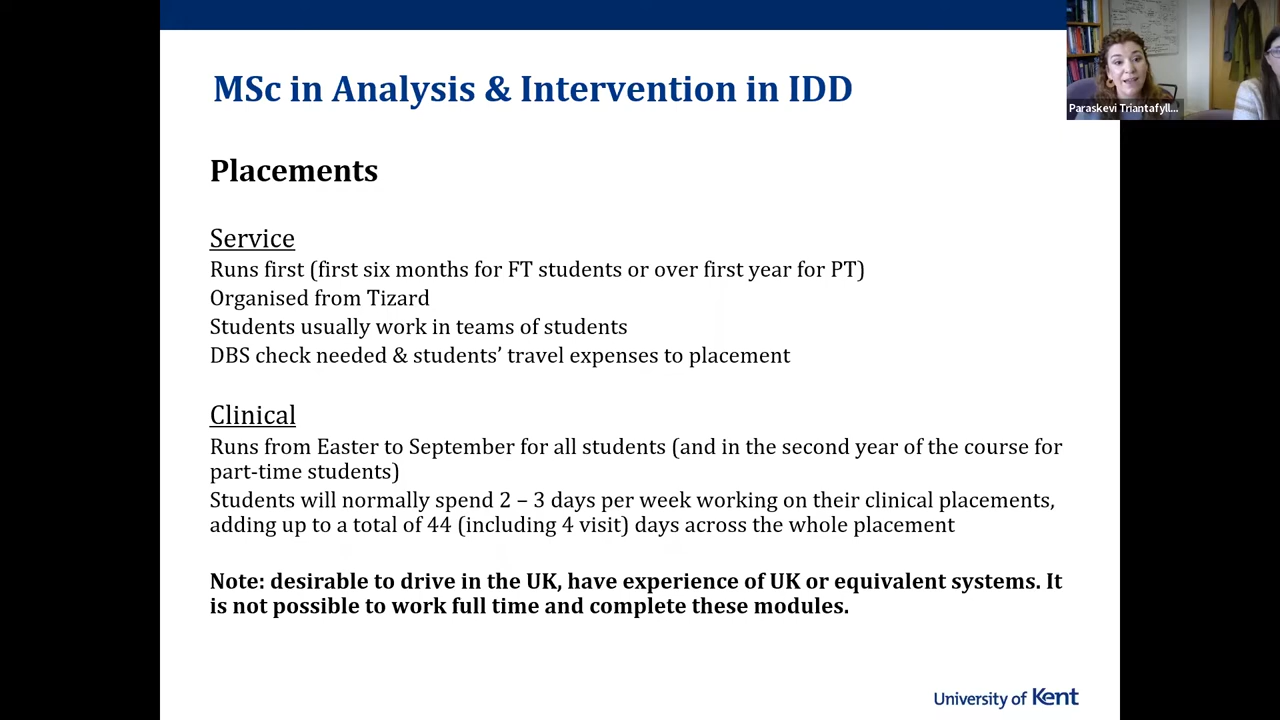 MSc in Analysis & Intervention in IDD
Paraskevi Triantafyll...
Placements
Service
Runs first (first six months for FT students or over first year for PT)
Organised from Tizard
Students usually work in teams of students
DBS check needed & students’ travel expenses to placement
Clinical
Runs from Easter to September for all students (and in the second year of the course for
part-time students)
Students will normally spend 2 – 3 days per week working on their clinical placements,
adding up to a total of 44 (including 4 visit) days across the whole placement
Note: desirable to drive in the UK, have experience of UK or equivalent systems. It
is not possible to work full time and complete these modules.
University of Kent